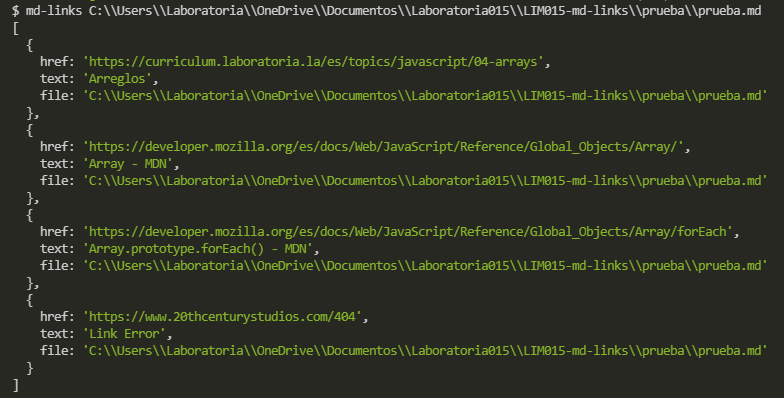 $ md-links C:\\Users\\Laboratoria\\OneDrive\\Documentos\\Laboratoria015\\LIM015-md-links\\prueba\\prueba.md
[
  {
    href: 'https://curriculum.laboratoria.la/es/topics/javascript/04-arrays',
    text: 'Arreglos',
    file: 'C:\\Users\\Laboratoria\\OneDrive\\Documentos\\Laboratoria015\\LIM015-md-links\\prueba\\prueba.md'
  },
  {
    href: 'https://developer.mozilla.org/es/docs/Web/JavaScript/Reference/Global_Objects/Array/',
    text: 'Array - MDN',
    file: 'C:\\Users\\Laboratoria\\OneDrive\\Documentos\\Laboratoria015\\LIM015-md-links\\prueba\\prueba.md'
  },
  {
    href: 'https://developer.mozilla.org/es/docs/Web/JavaScript/Reference/Global_Objects/Array/forEach',
    text: 'Array.prototype.forEach() - MDN',
    file: 'C:\\Users\\Laboratoria\\OneDrive\\Documentos\\Laboratoria015\\LIM015-md-links\\prueba\\prueba.md'
  },
  {
    href: 'https://www.20thcenturystudios.com/404',
    text: 'Link Error',
    file: 'C:\\Users\\Laboratoria\\OneDrive\\Documentos\\Laboratoria015\\LIM015-md-links\\prueba\\prueba.md'
  }
]